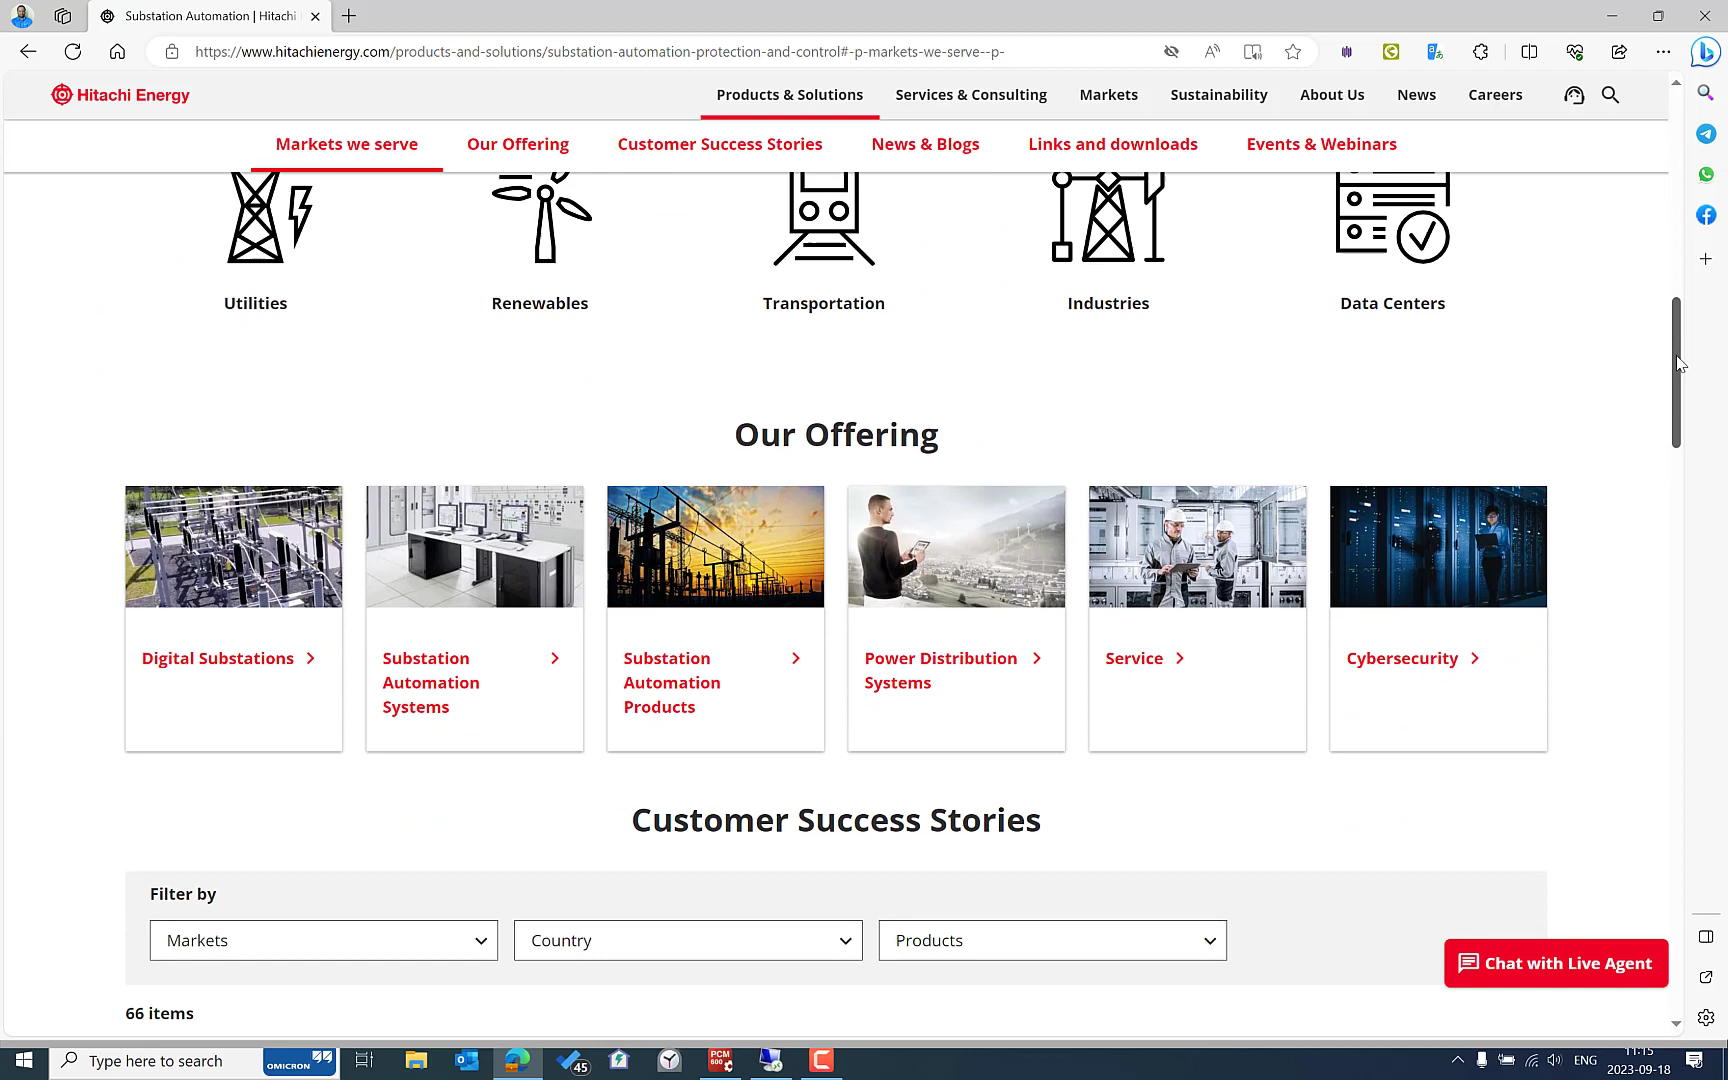 Substation Automation | Hitachi
https://www.hitachienergy.com/products-and-solutions/substation-automation-protection-and-control#-p-markets-we-serve--p-
Hitachi Energy
Products & Solutions
Services & Consulting
Markets
Sustainability
About Us
News
Careers
Markets we serve
Our Offering
Customer Success Stories
News & Blogs
Links and downloads
Events & Webinars
Utilities
Renewables
Transportation
Industries
Data Centers
Our Offering
Digital Substations
Substation
Automation
Systems
Substation
Automation
Products
Power Distribution
Systems
Service
Cybersecurity
Customer Success Stories
Filter by
Markets
Country
Products
Chat with Live Agent
66 items
Type here to search
OMICRON
45
PCM
600
ENG
11:15
2023-09-18